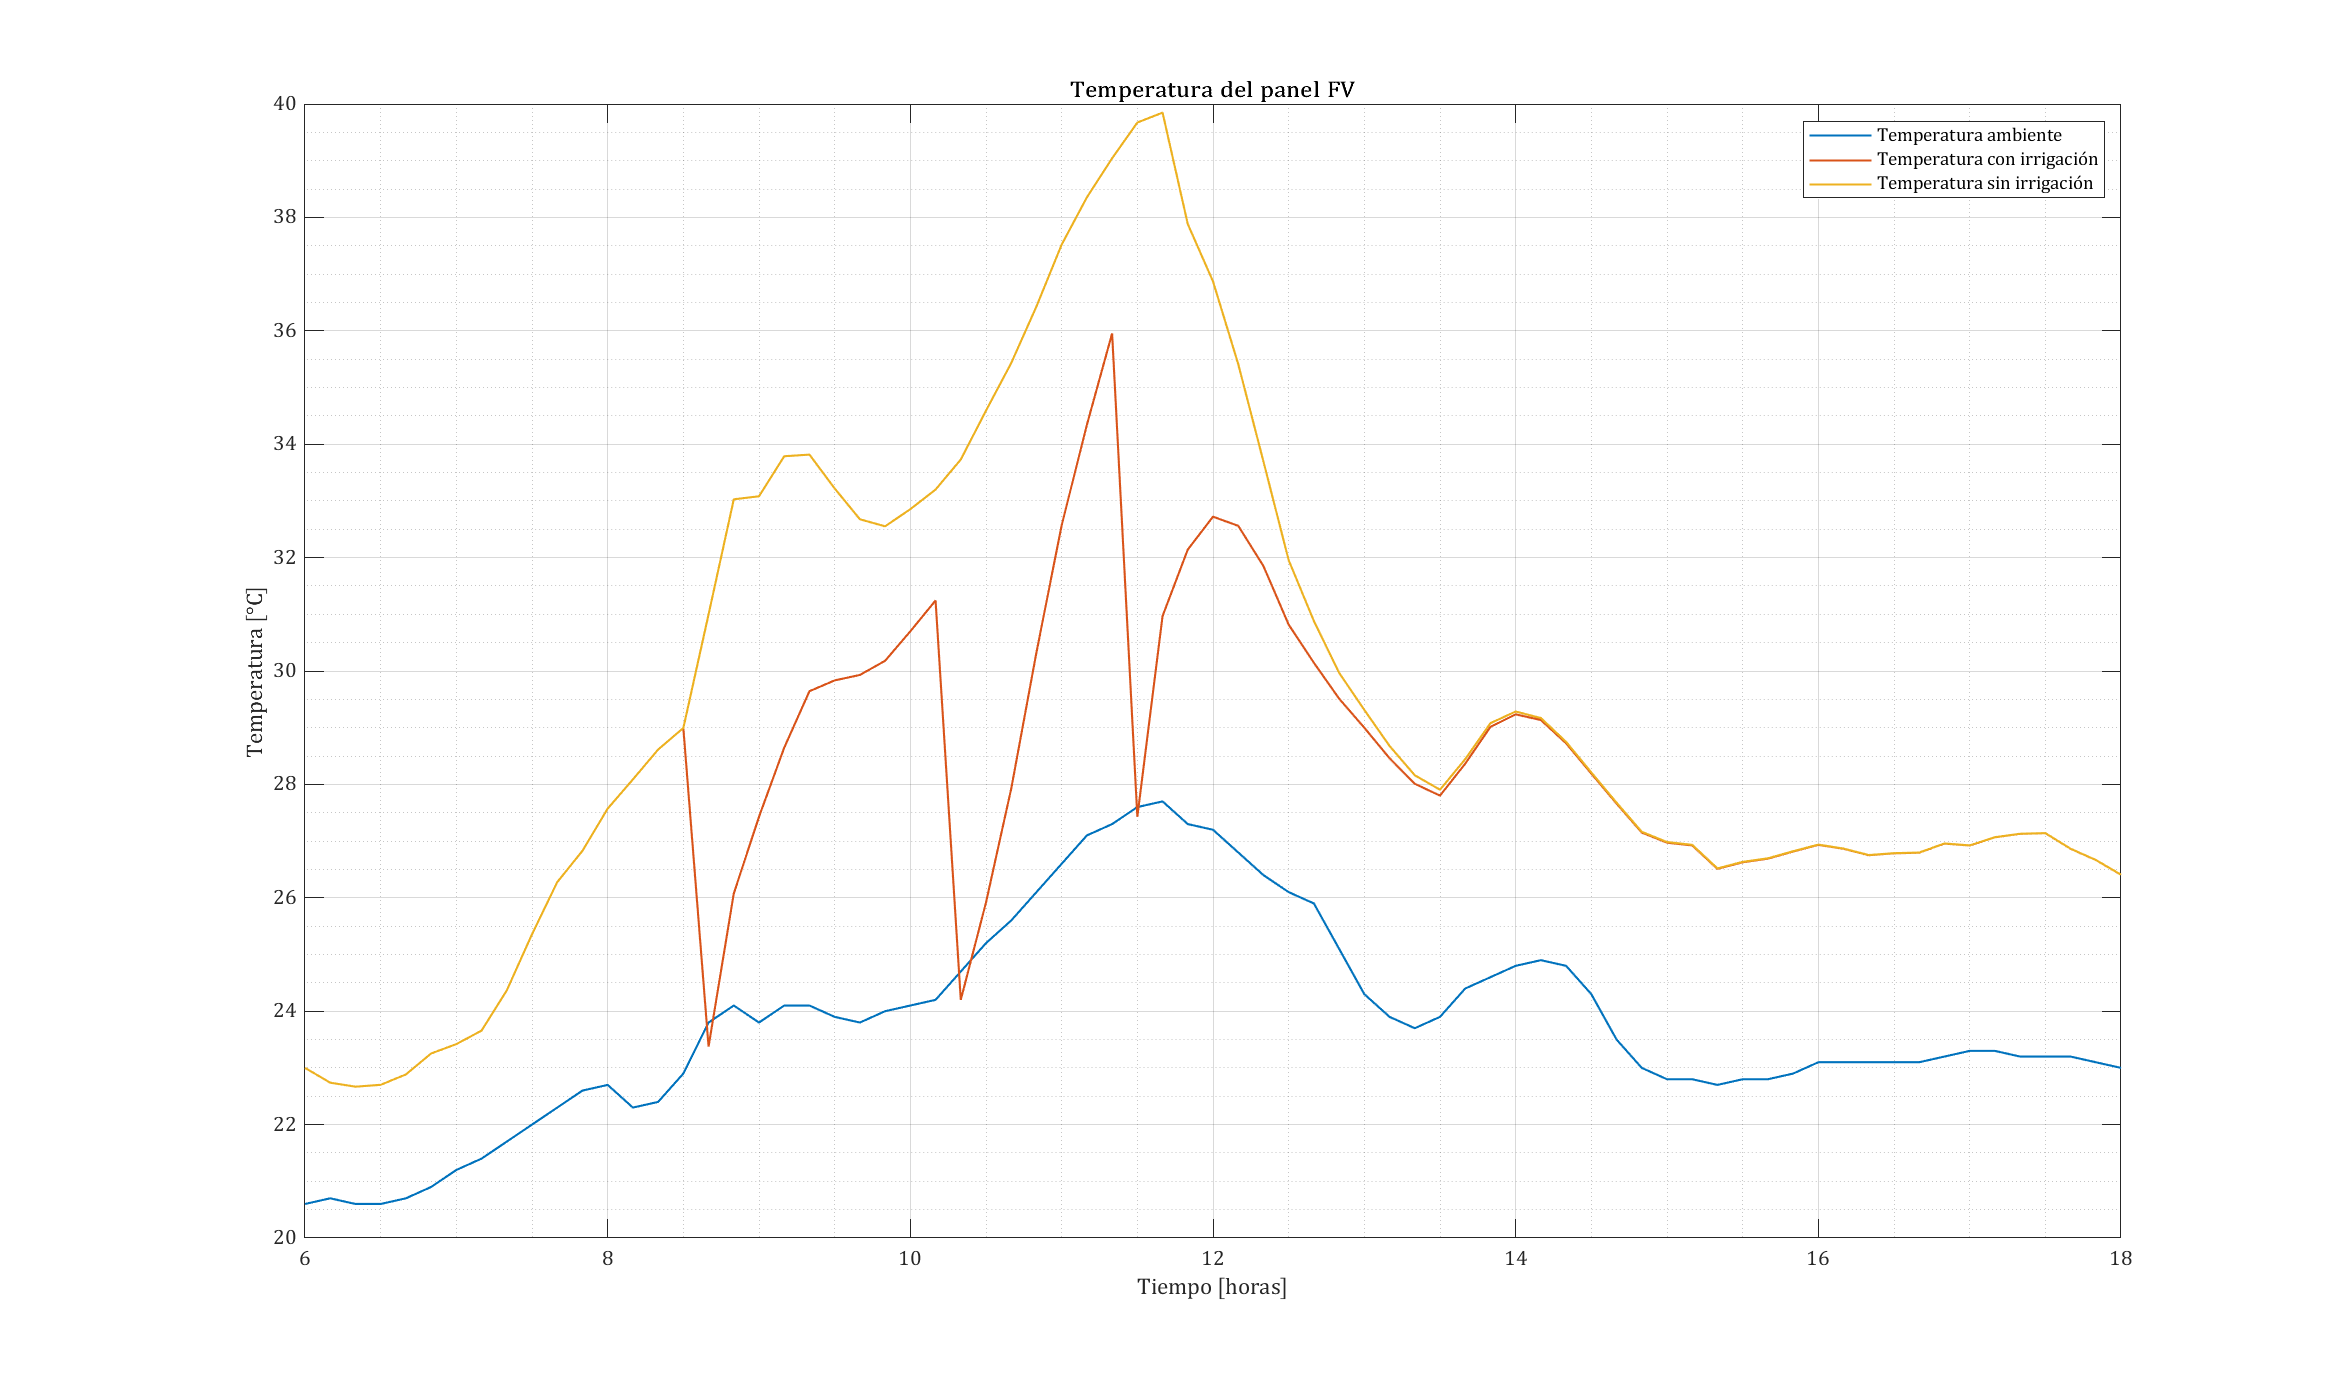 Temperatura del panel FV
Temperatura ambiente
Temperatura con irrigación
Temperatura sin irrigación
Temperatura [°C]
40
38
36
34
32
30
28
26
24
22
20
6 8 10 12 14 16 18
Tiempo [horas]